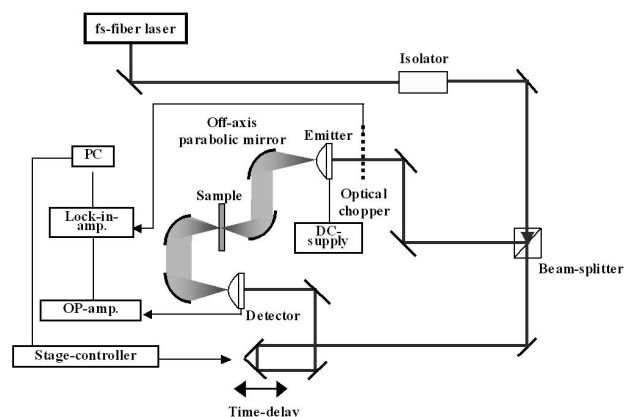 fs-fiber laser
Isolator
Off-axis
parabolic mirror
Emitter
PC
Sample
Optical
chopper
Lock-in-
amp.
DC-
supply
Beam-splitter
OP-amp.
Detector
Stage-controller
Time-delay